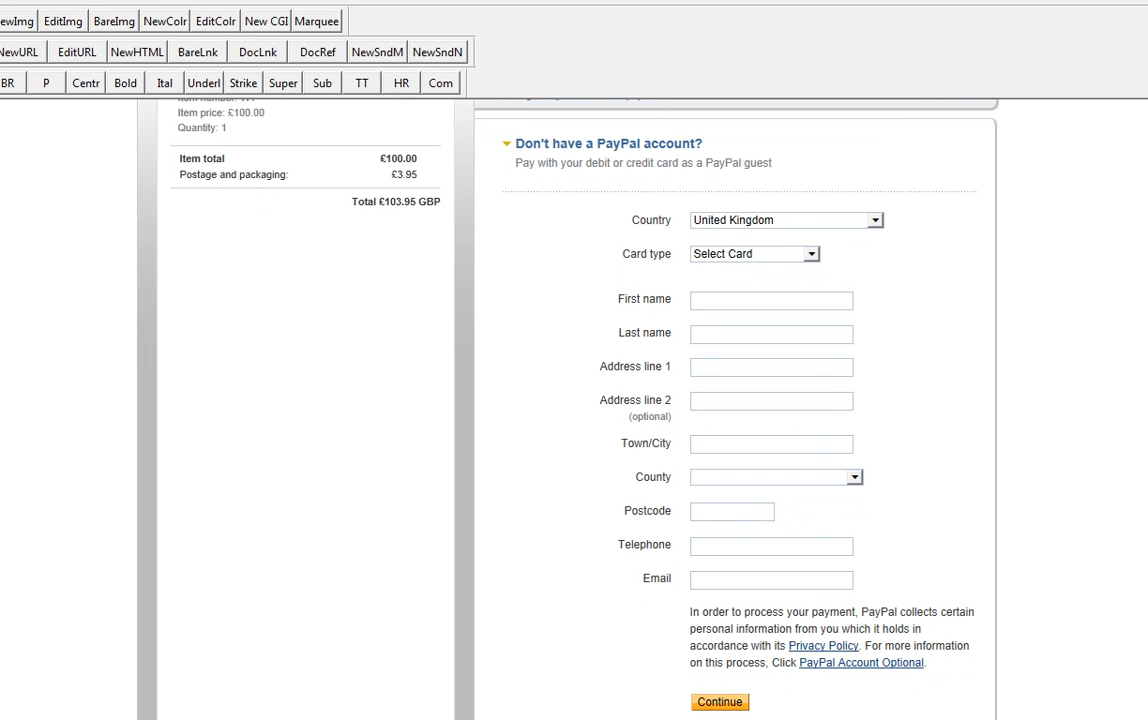 ewImg EditImg BareImg NewColr EditColr New CGI Marquee
NewURL EditURL NewHTML BareLnk DocLnk DocRef NewSndM NewSndN
BR P Centr Bold Ital Underl Strike Super Sub TT HR Com
Item price: £100.00
Quantity: 1
Item total £100.00
Postage and packaging: £3.95
Total £103.95 GBP
Don't have a PayPal account?
Pay with your debit or credit card as a PayPal guest
Country United Kingdom
Card type Select Card
First name
Last name
Address line 1
Address line 2
(optional)
Town/City
County
Postcode
Telephone
Email
In order to process your payment, PayPal collects certain
personal information from you which it holds in
accordance with its Privacy Policy. For more information
on this process, Click PayPal Account Optional.
Continue